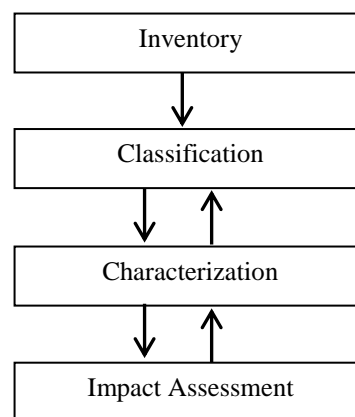 Inventory
Classification
Characterization
Impact Assessment